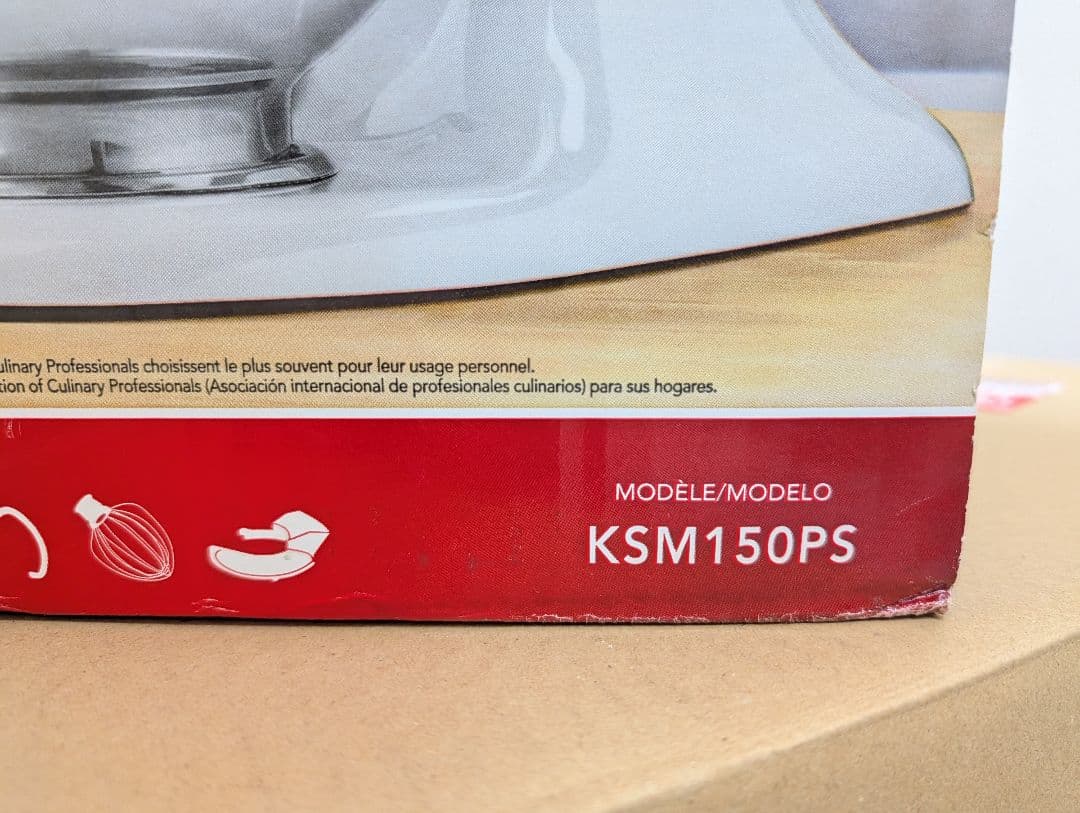 ulinary Professionals choisissent le plus souvent pour leur usage personnel.
tion of Culinary Professionals (Asociación internacional de profesionales culinarios) para sus hogares.
MODÈLE/MODELO
KSM150PS